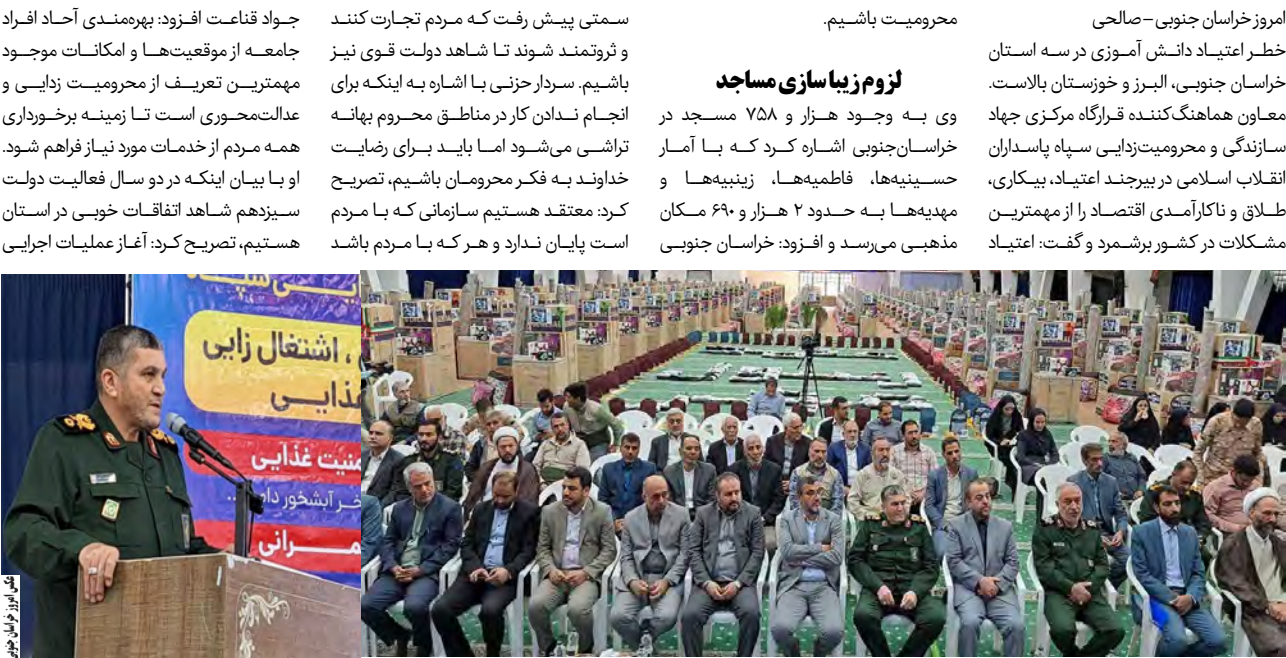 امروز خراسان جنوبی – صالحی
خطر اعتیاد دانش آموزی در سه استان
خراسان جنوبی، البرز و خوزستان بالاست.
معاون هماهنگ‌کننده قرارگاه مرکزی جهاد
سازندگی و محرومیت‌زدایی سپاه پاسداران
انقلاب اسلامی در بیرجند اعتیاد، بیکاری،
طلاق و ناکارآمدی اقتصاد را از مهمترین
مشکلات در کشور برشمرد و گفت: اعتیاد
محرومیت باشیم.
لزوم زیباسازی مساجد
وی به وجود هزار و ۷۵۸ مسجد در
خراسان‌جنوبی اشاره کرد که با آمار
حسینیه‌ها، فاطمیه‌ها، زینبیه‌ها و
مهدیه‌ها به حدود ۲ هزار و ۶۹۰ مکان
مذهبی می‌رسد و افزود: خراسان جنوبی
سمتی پیش رفت که مردم تجارت کنند
و ثروتمند شوند تا شاهد دولت قوی نیز
باشیم. سردار حزنی با اشاره به اینکه برای
انجام ندادن کار در مناطق محروم بهانه
تراشی می‌شود اما باید برای رضایت
خداوند به فکر محرومان باشیم، تصریح
کرد: معتقد هستیم سازمانی که با مردم
است پایان ندارد و هر که با مردم باشد
جواد قناعت افزود: بهره‌مندی آحاد افراد
جامعه از موقعیت‌ها و امکانات موجود
مهمترین تعریف از محرومیت زدایی و
عدالت‌محوری است تا زمینه برخورداری
همه مردم از خدمات مورد نیاز فراهم شود.
او با بیان اینکه در دو سال فعالیت دولت
سیزدهم شاهد اتفاقات خوبی در استان
هستیم، تصریح کرد: آغاز عملیات اجرایی
، اشتغال زایی
منیت غذایی
عکس امروز خراسان جنوبی